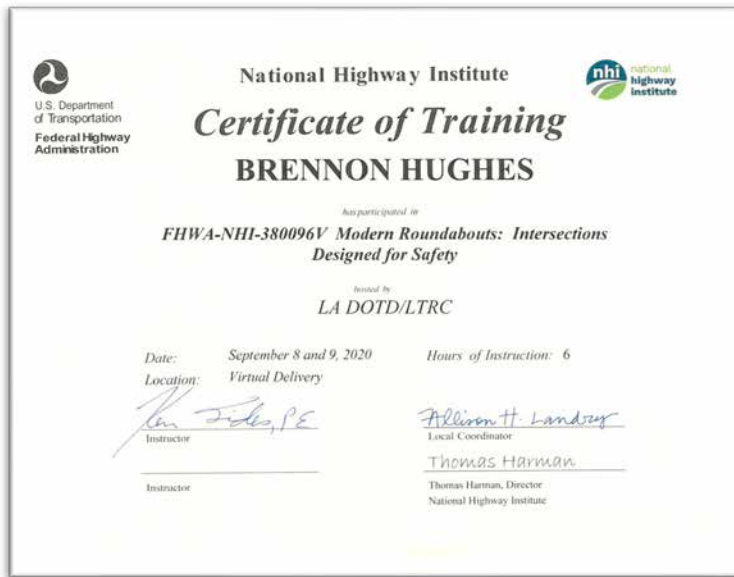 U.S. Department
of Transportation
Federal Highway
Administration
National Highway Institute
nhi national
highway
institute
Certificate of Training
BRENNON HUGHES
has participated in
FHWA-NHI-380096V Modern Roundabouts: Intersections
Designed for Safety
hosted by
LA DOTD/LTRC
Date: September 8 and 9, 2020
Hours of Instruction: 6
Location: Virtual Delivery
Ken Sides, PE
Instructor
Allison H. Landry
Local Coordinator
Thomas Harman
Instructor
Thomas Harman, Director
National Highway Institute